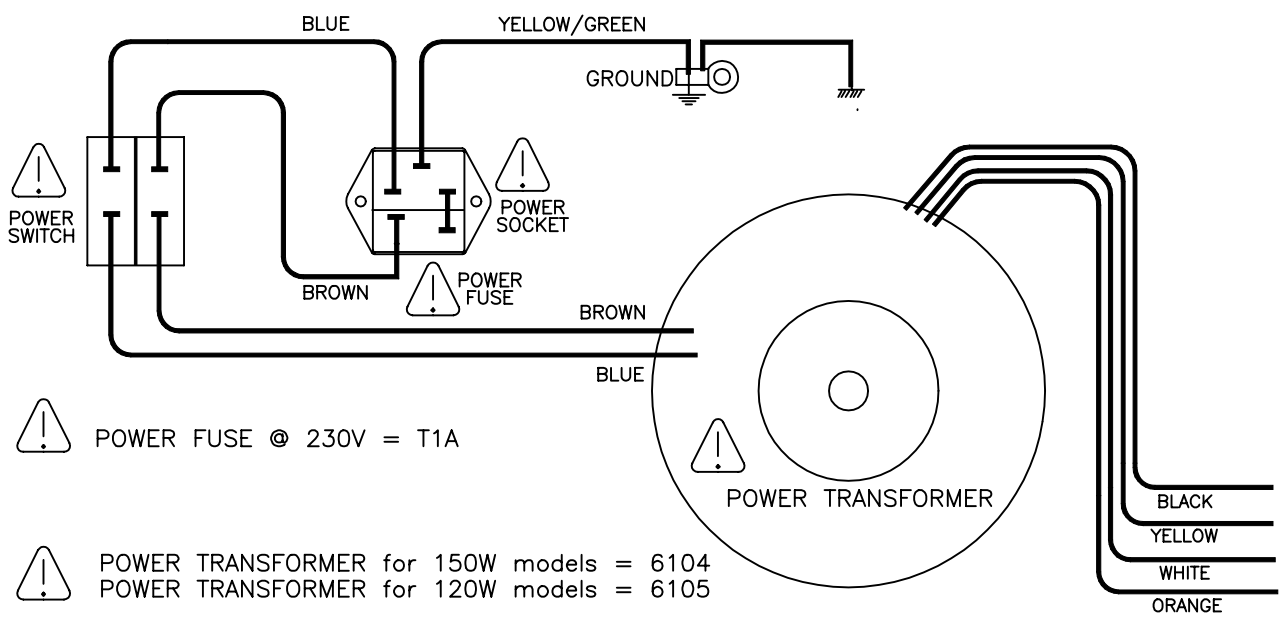 BLUE
YELLOW/GREEN
GROUND
POWER
SWITCH
POWER
SOCKET
POWER
FUSE
BROWN
BROWN
BLUE
POWER FUSE @ 230V = T1A
POWER TRANSFORMER
BLACK
YELLOW
WHITE
ORANGE
POWER TRANSFORMER for 150W models = 6104
POWER TRANSFORMER for 120W models = 6105